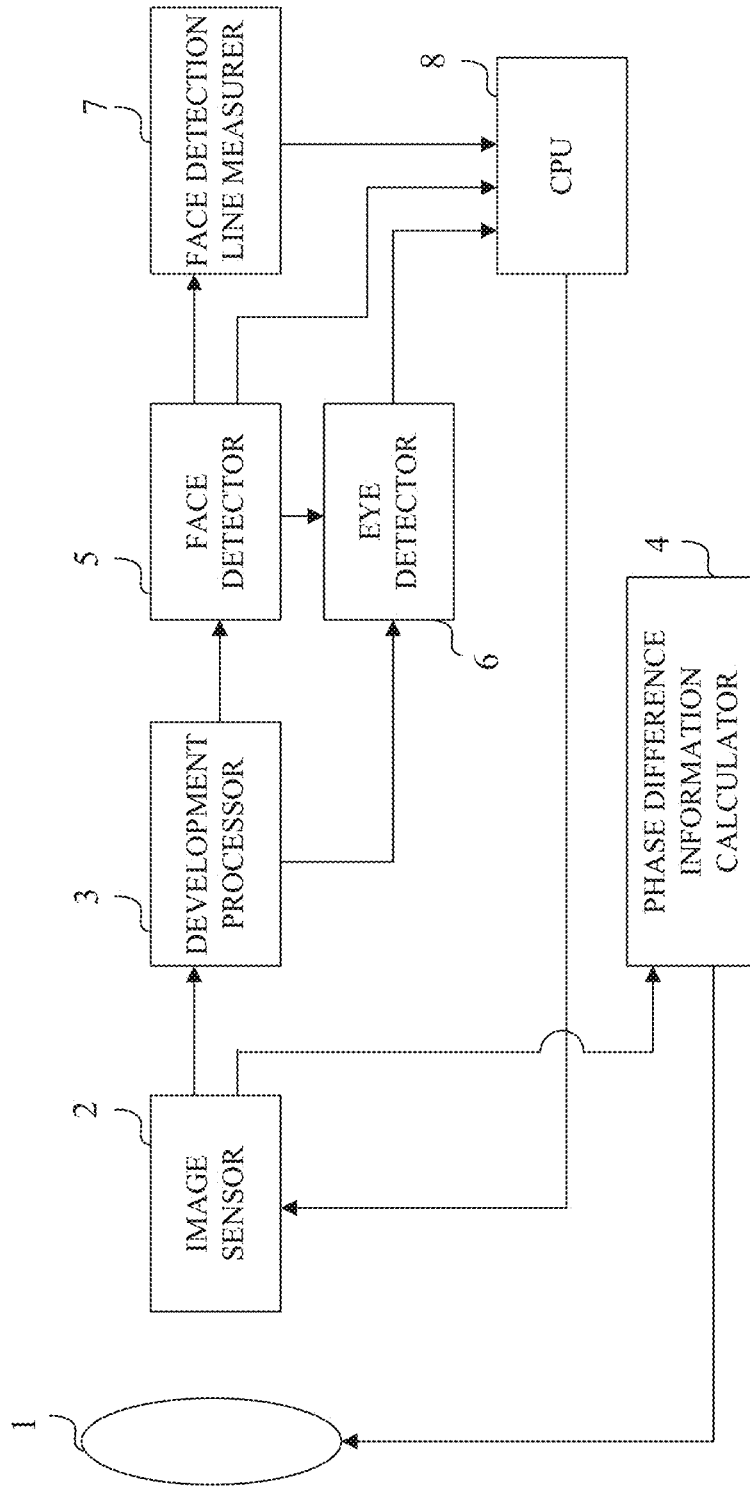 1
2
IMAGE
SENSOR
3
DEVELOPMENT
PROCESSOR
5
FACE
DETECTOR
7
FACE DETECTION
LINE MEASURER
6
EYE
DETECTOR
8
CPU
4
PHASE DIFFERENCE
INFORMATION
CALCULATOR